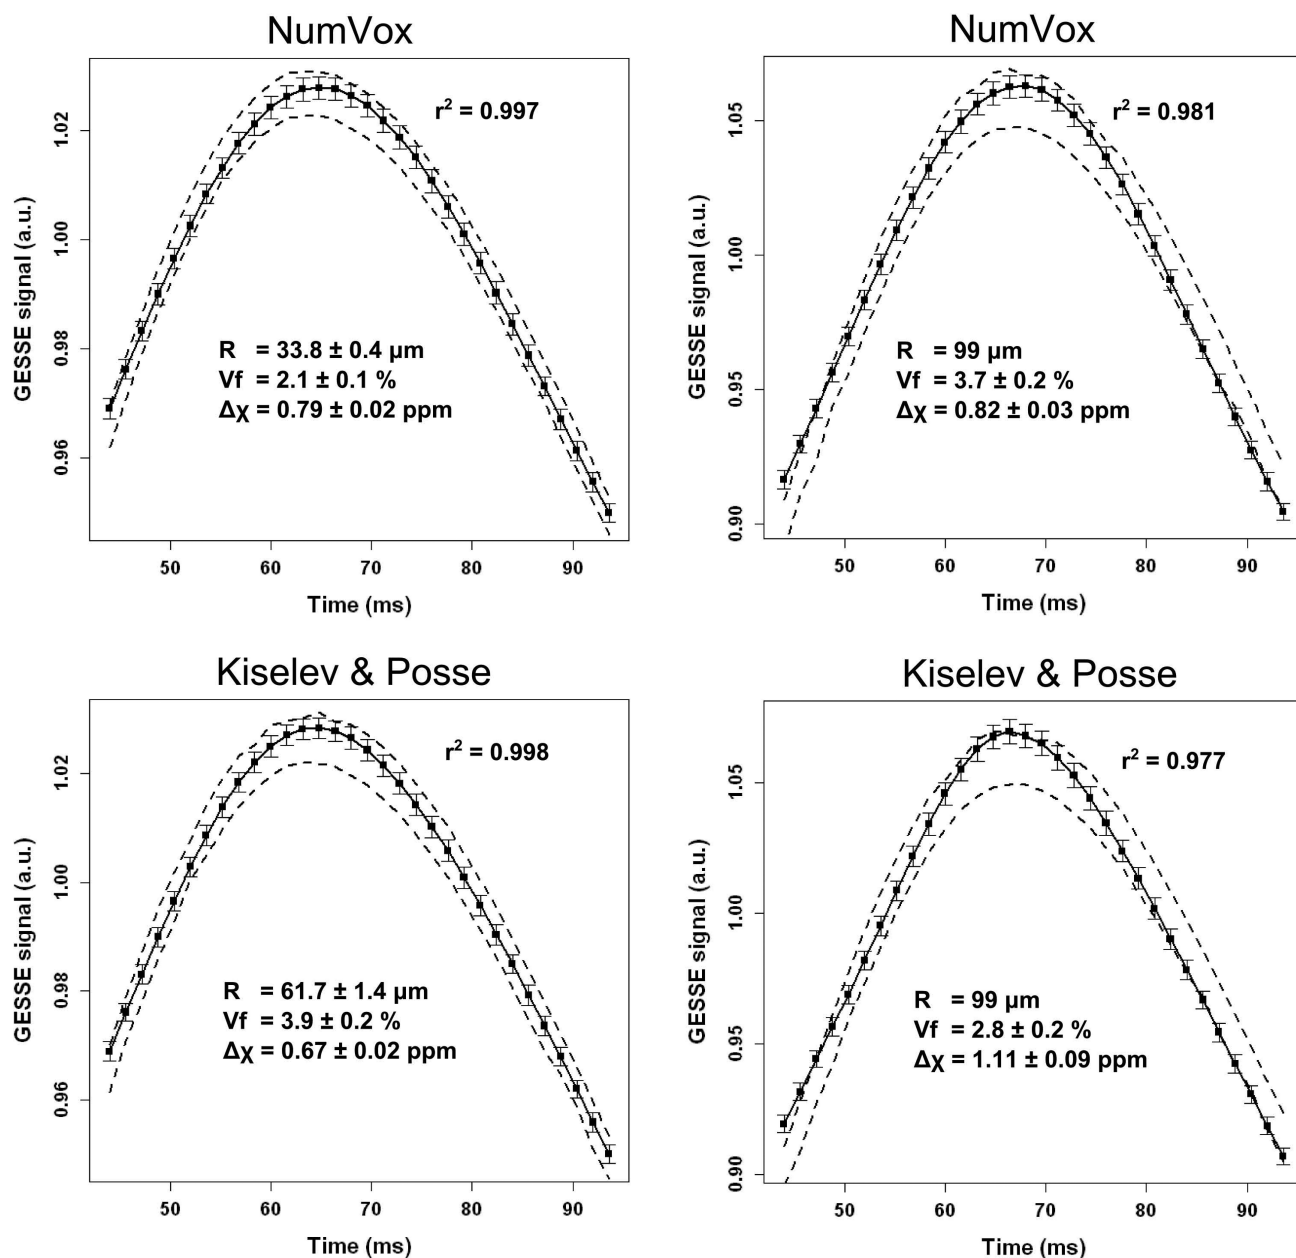 NumVox
r² = 0.997
R = 33.8 ± 0.4 μm
Vf = 2.1 ± 0.1 %
Δχ = 0.79 ± 0.02 ppm
GESSE signal (a.u.)
1.02
1.00
0.98
0.96
50 60 70 80 90
Time (ms)
NumVox
r² = 0.981
R = 99 μm
Vf = 3.7 ± 0.2 %
Δχ = 0.82 ± 0.03 ppm
GESSE signal (a.u.)
1.05
1.00
0.95
0.90
50 60 70 80 90
Time (ms)
Kiselev & Posse
r² = 0.998
R = 61.7 ± 1.4 μm
Vf = 3.9 ± 0.2 %
Δχ = 0.67 ± 0.02 ppm
GESSE signal (a.u.)
1.02
1.00
0.98
0.96
50 60 70 80 90
Time (ms)
Kiselev & Posse
r² = 0.977
R = 99 μm
Vf = 2.8 ± 0.2 %
Δχ = 1.11 ± 0.09 ppm
GESSE signal (a.u.)
1.05
1.00
0.95
0.90
50 60 70 80 90
Time (ms)